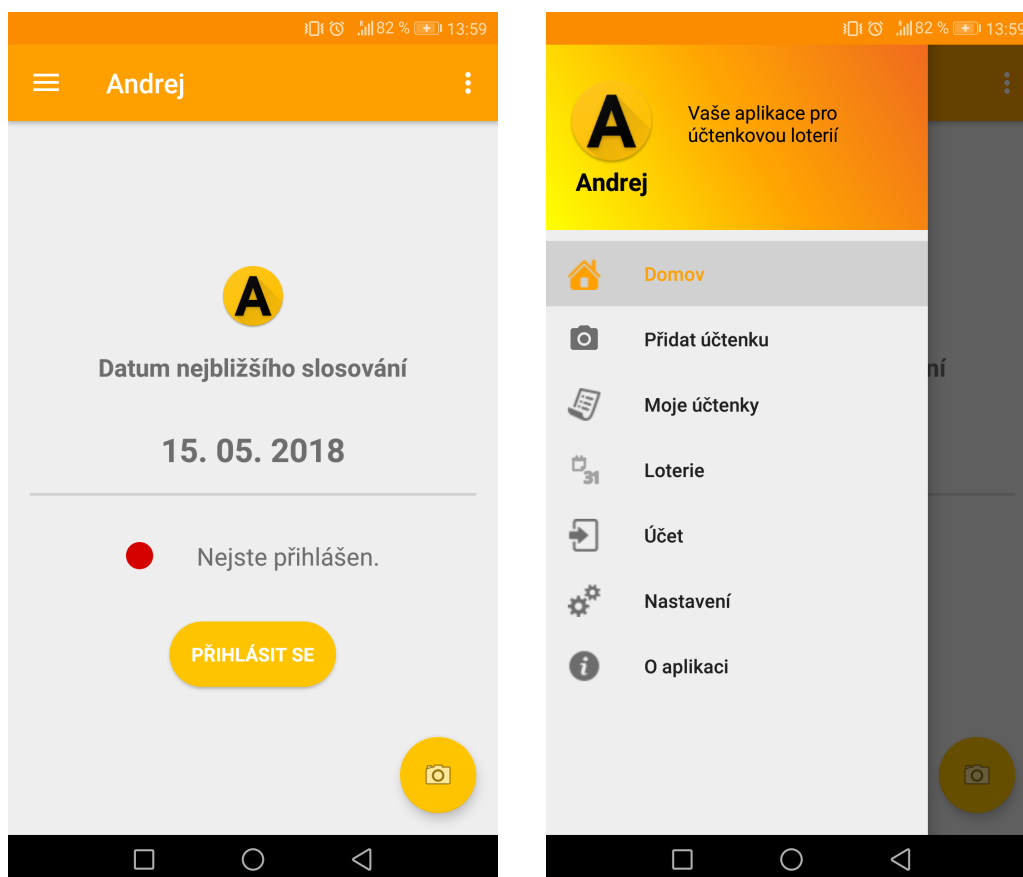 82 % 13:59
Andrej
A
Datum nejbližšího slosování
15. 05. 2018
Nejste přihlášen.
PŘIHLÁSIT SE
82 % 13:59
A
Vaše aplikace pro
účtenkovou loterií
Andrej
Domov
Přidat účtenku
ní
Moje účtenky
31
Loterie
Účet
Nastavení
O aplikaci